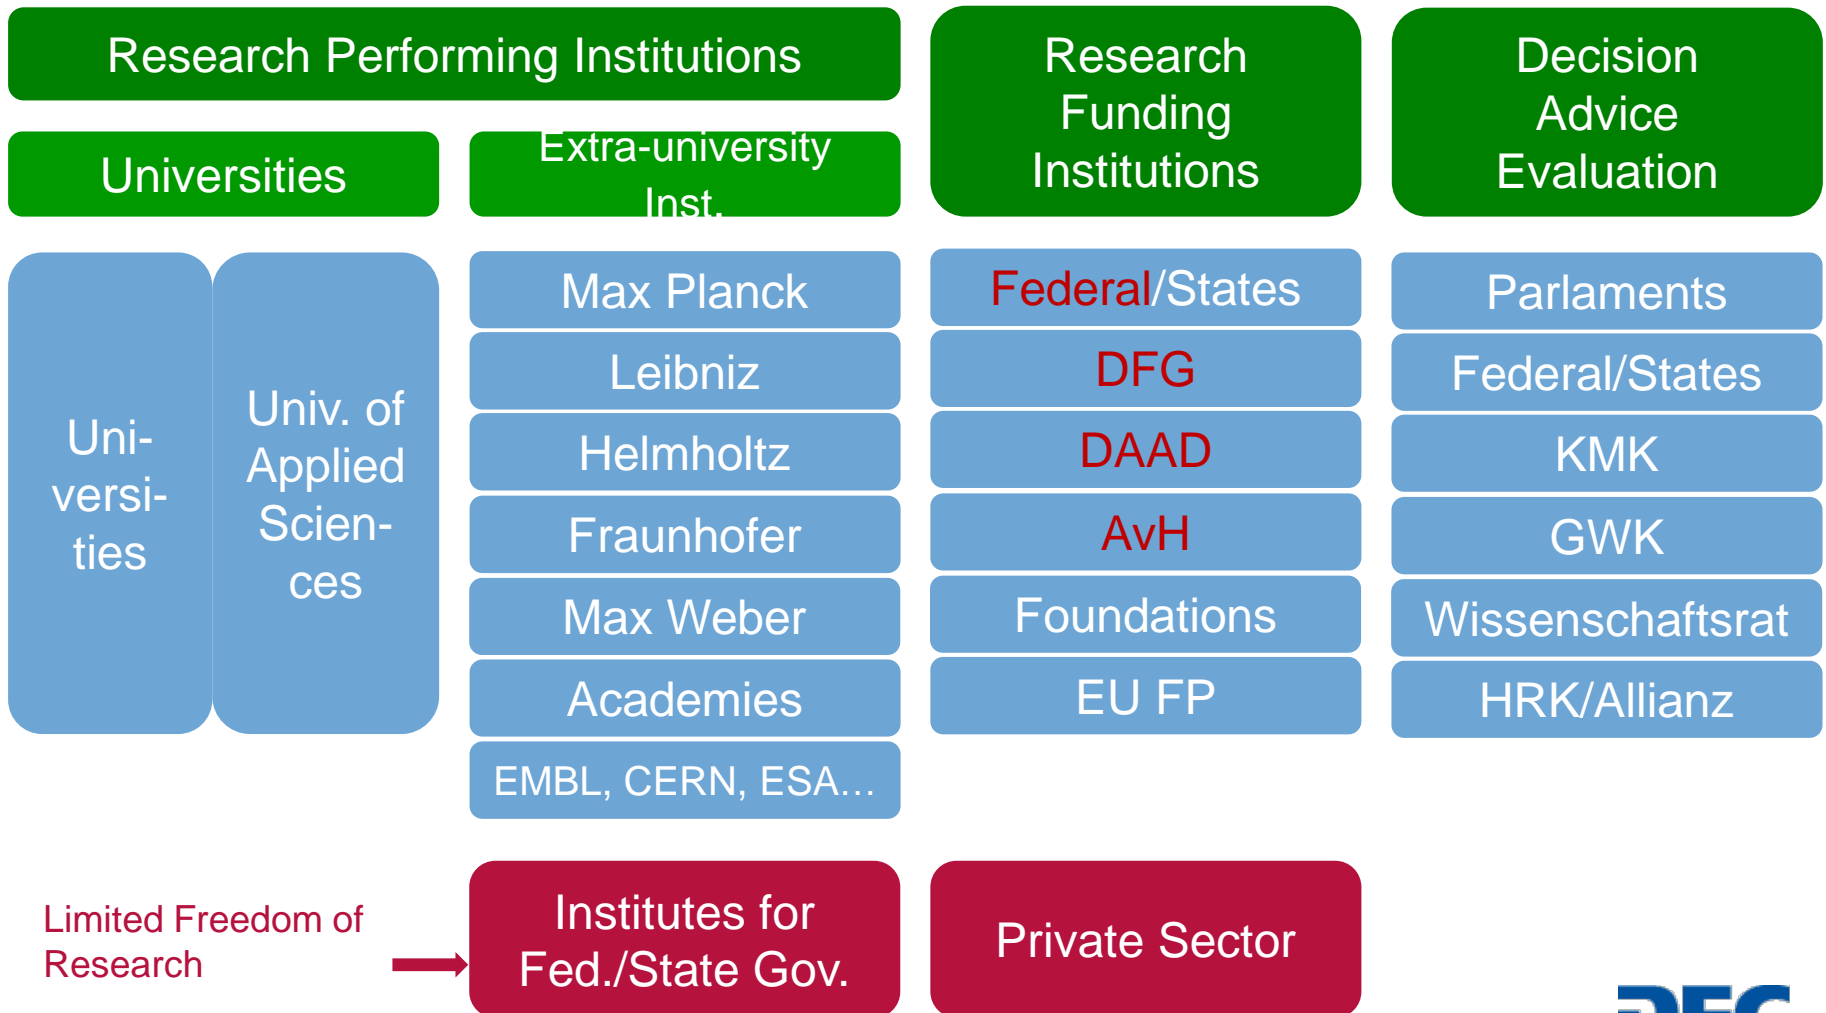 Research Performing Institutions
Universities
Extra-university
Inst.
Uni-
versi-
ties
Univ. of
Applied
Scien-
ces
Max Planck
Leibniz
Helmholtz
Fraunhofer
Max Weber
Academies
EMBL, CERN, ESA…
Research
Funding
Institutions
Federal/States
DFG
DAAD
AvH
Foundations
EU FP
Decision
Advice
Evaluation
Parlaments
Federal/States
KMK
GWK
Wissenschaftsrat
HRK/Allianz
Limited Freedom of
Research
Institutes for
Fed./State Gov.
Private Sector
DFG